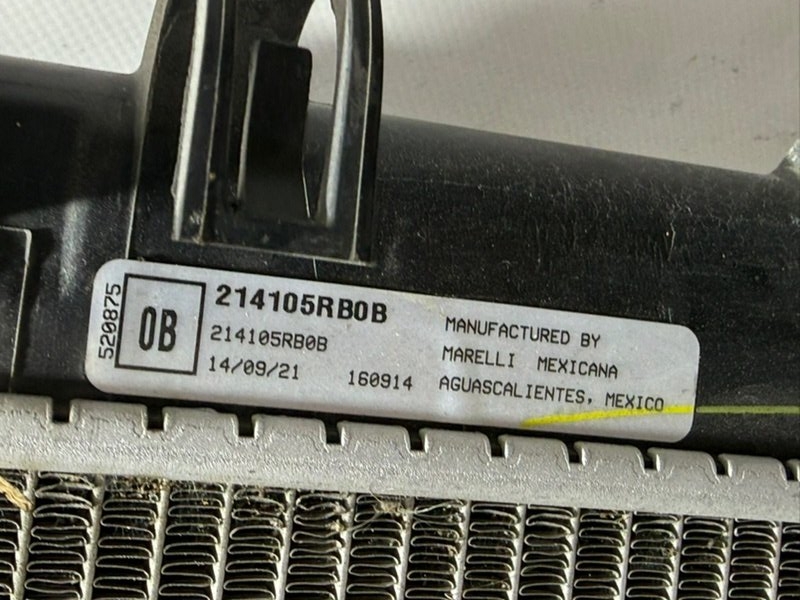 520875
0B
214105RB0B
214105RB0B
14/09/21 160914
MANUFACTURED BY
MARELLI MEXICANA
AGUASCALIENTES, MEXICO